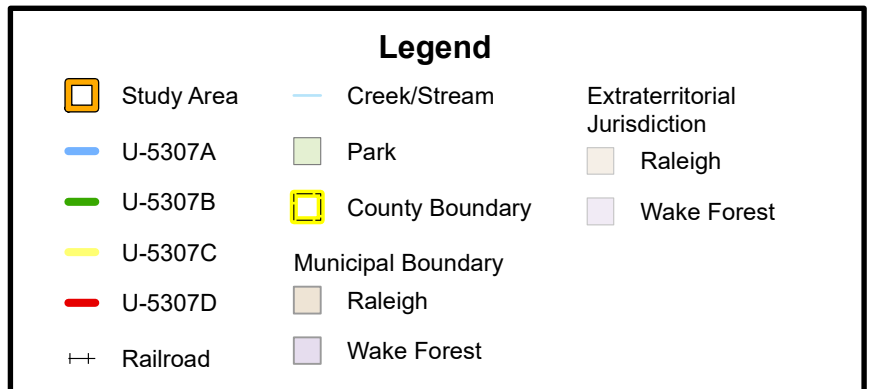 Legend
Study Area
U-5307A
U-5307B
U-5307C
U-5307D
Railroad
Creek/Stream
Park
County Boundary
Municipal Boundary
Raleigh
Wake Forest
Extraterritorial
Jurisdiction
Raleigh
Wake Forest